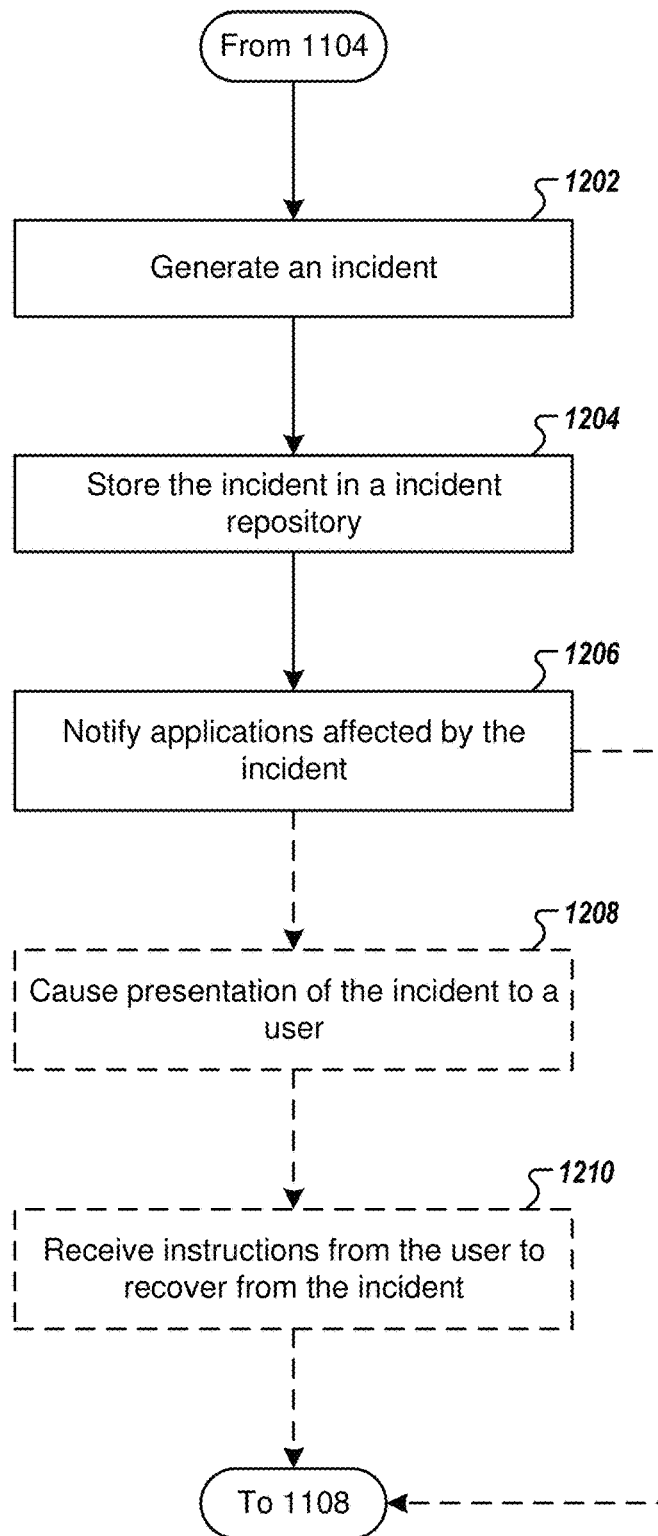 From 1104
1202
Generate an incident
1204
Store the incident in a incident
repository
1206
Notify applications affected by the
incident
1208
Cause presentation of the incident to a
user
1210
Receive instructions from the user to
recover from the incident
To 1108